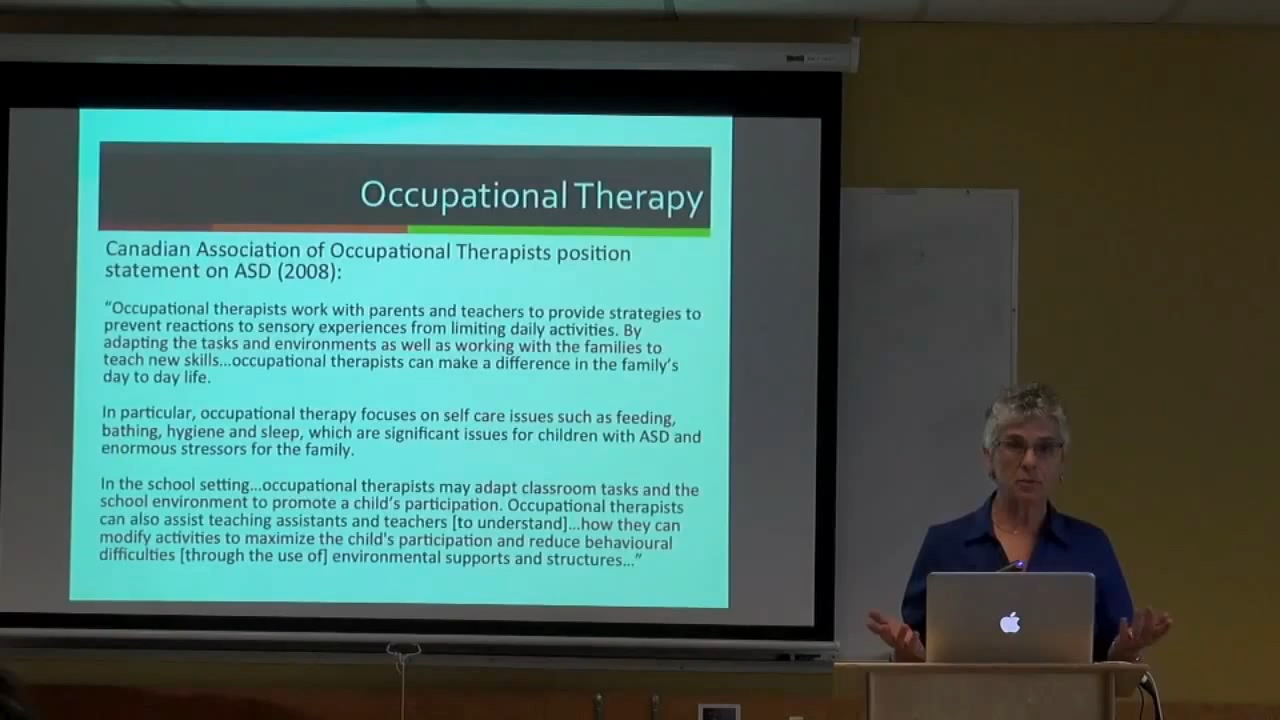 Occupational Therapy
Canadian Association of Occupational Therapists position
statement on ASD (2008):
“Occupational therapists work with parents and teachers to provide strategies to
prevent reactions to sensory experiences from limiting daily activities. By
adapting the tasks and environments as well as working with the families to
teach new skills…occupational therapists can make a difference in the family’s
day to day life.
In particular, occupational therapy focuses on self care issues such as feeding,
bathing, hygiene and sleep, which are significant issues for children with ASD and
enormous stressors for the family.
In the school setting…occupational therapists may adapt classroom tasks and the
school environment to promote a child’s participation. Occupational therapists
can also assist teaching assistants and teachers [to understand]…how they can
modify activities to maximize the child's participation and reduce behavioural
difficulties [through the use of] environmental supports and structures…”